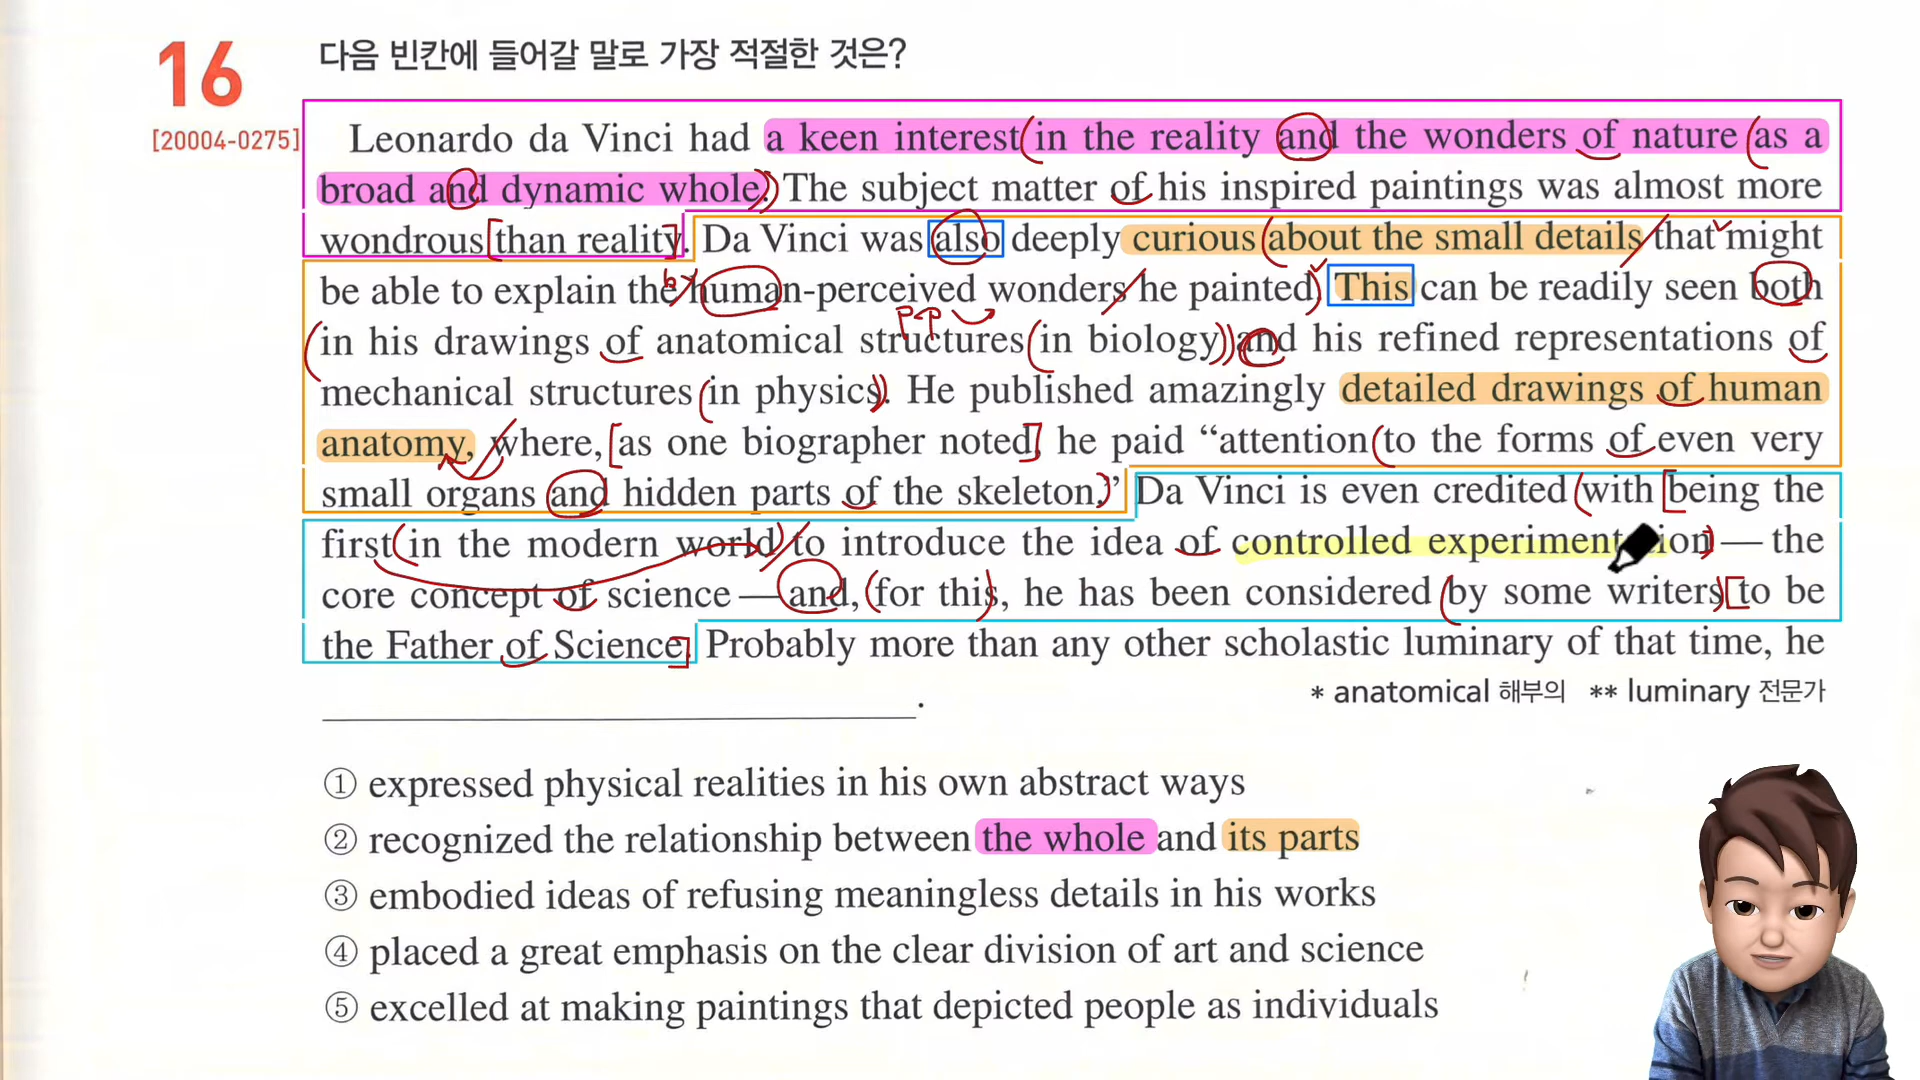 16
다음 빈칸에 들어갈 말로 가장 적절한 것은?
[20004-0275]
Leonardo da Vinci had a keen interest in the reality and the wonders of nature as a
broad and dynamic whole. The subject matter of his inspired paintings was almost more
wondrous than reality. Da Vinci was also deeply curious about the small details that might
be able to explain the human-perceived wonders he painted. This can be readily seen both
in his drawings of anatomical structures in biology and his refined representations of
mechanical structures in physics. He published amazingly detailed drawings of human
anatomy, where, as one biographer noted, he paid “attention to the forms of even very
small organs and hidden parts of the skeleton.” Da Vinci is even credited with being the
first in the modern world to introduce the idea of controlled experimentation — the
core concept of science — and, for this, he has been considered by some writers to be
the Father of Science. Probably more than any other scholastic luminary of that time, he
.
* anatomical 해부의 ** luminary 전문가
p.p
① expressed physical realities in his own abstract ways
② recognized the relationship between the whole and its parts
③ embodied ideas of refusing meaningless details in his works
④ placed a great emphasis on the clear division of art and science
⑤ excelled at making paintings that depicted people as individuals